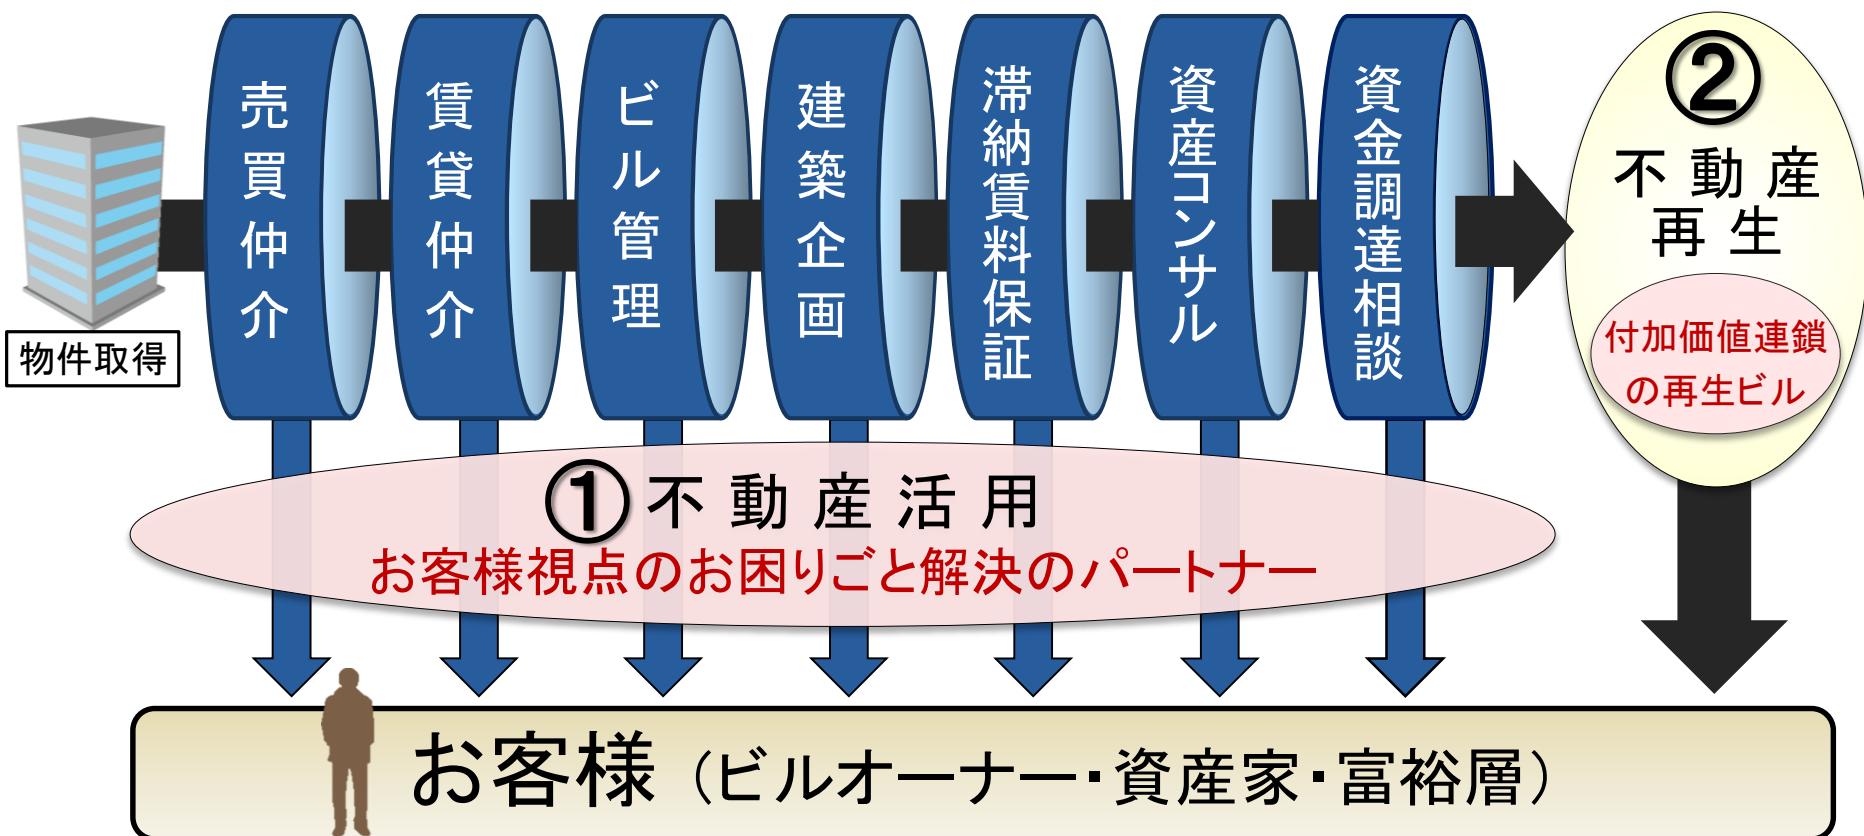 物件取得
売買仲介
賃貸仲介
ビル管理
建築企画
滞納賃料保証
資産コンサル
資金調達相談
②
不動産
再生
付加価値連鎖
の再生ビル
①不動産活用
お客様視点のお困りごと解決のパートナー
お客様（ビルオーナー・資産家・富裕層）